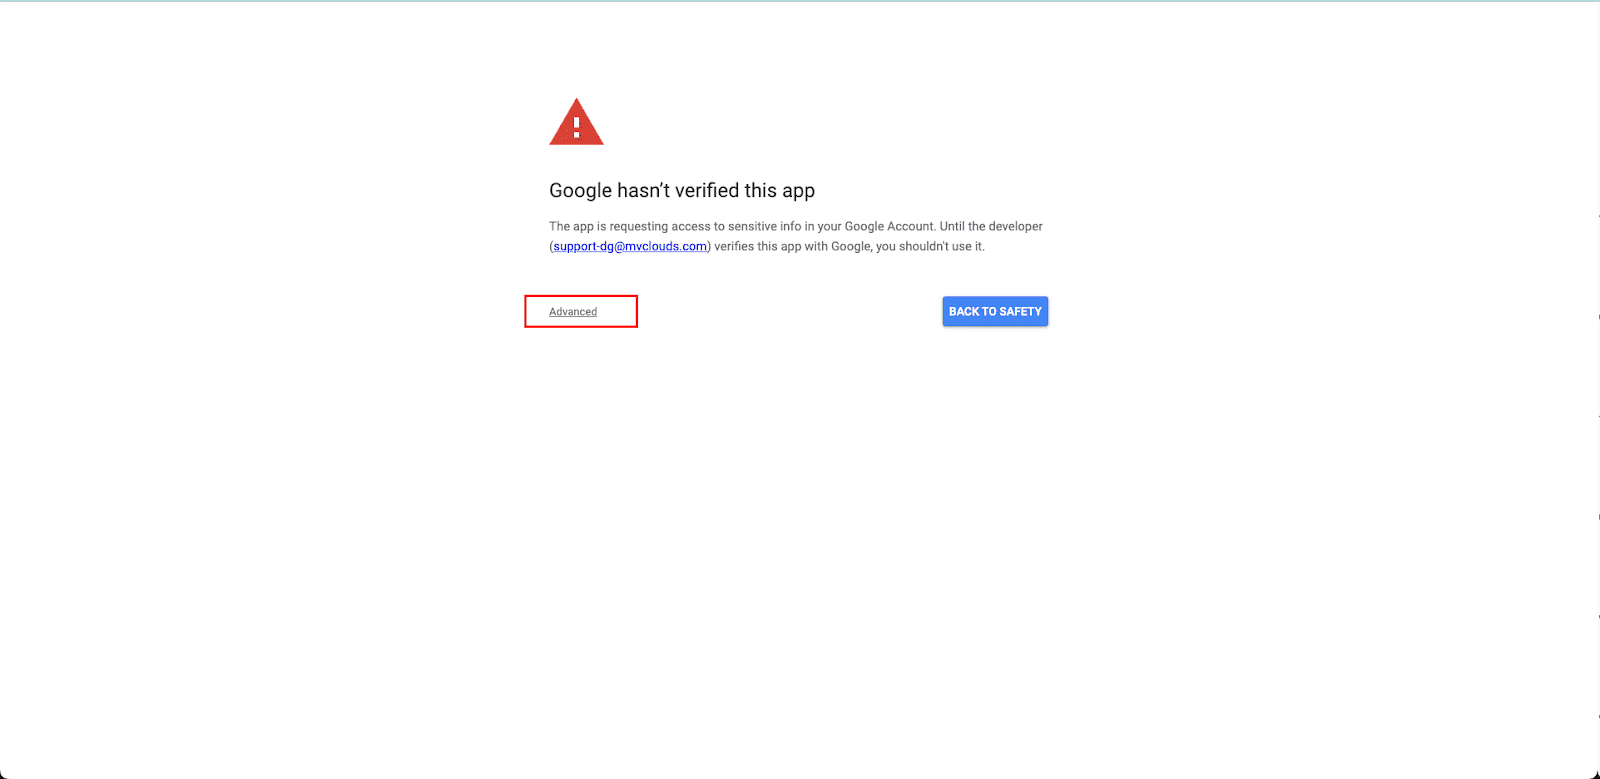 Google hasn’t verified this app
The app is requesting access to sensitive info in your Google Account. Until the developer
(support-dg@mvclouds.com) verifies this app with Google, you shouldn't use it.
Advanced
BACK TO SAFETY